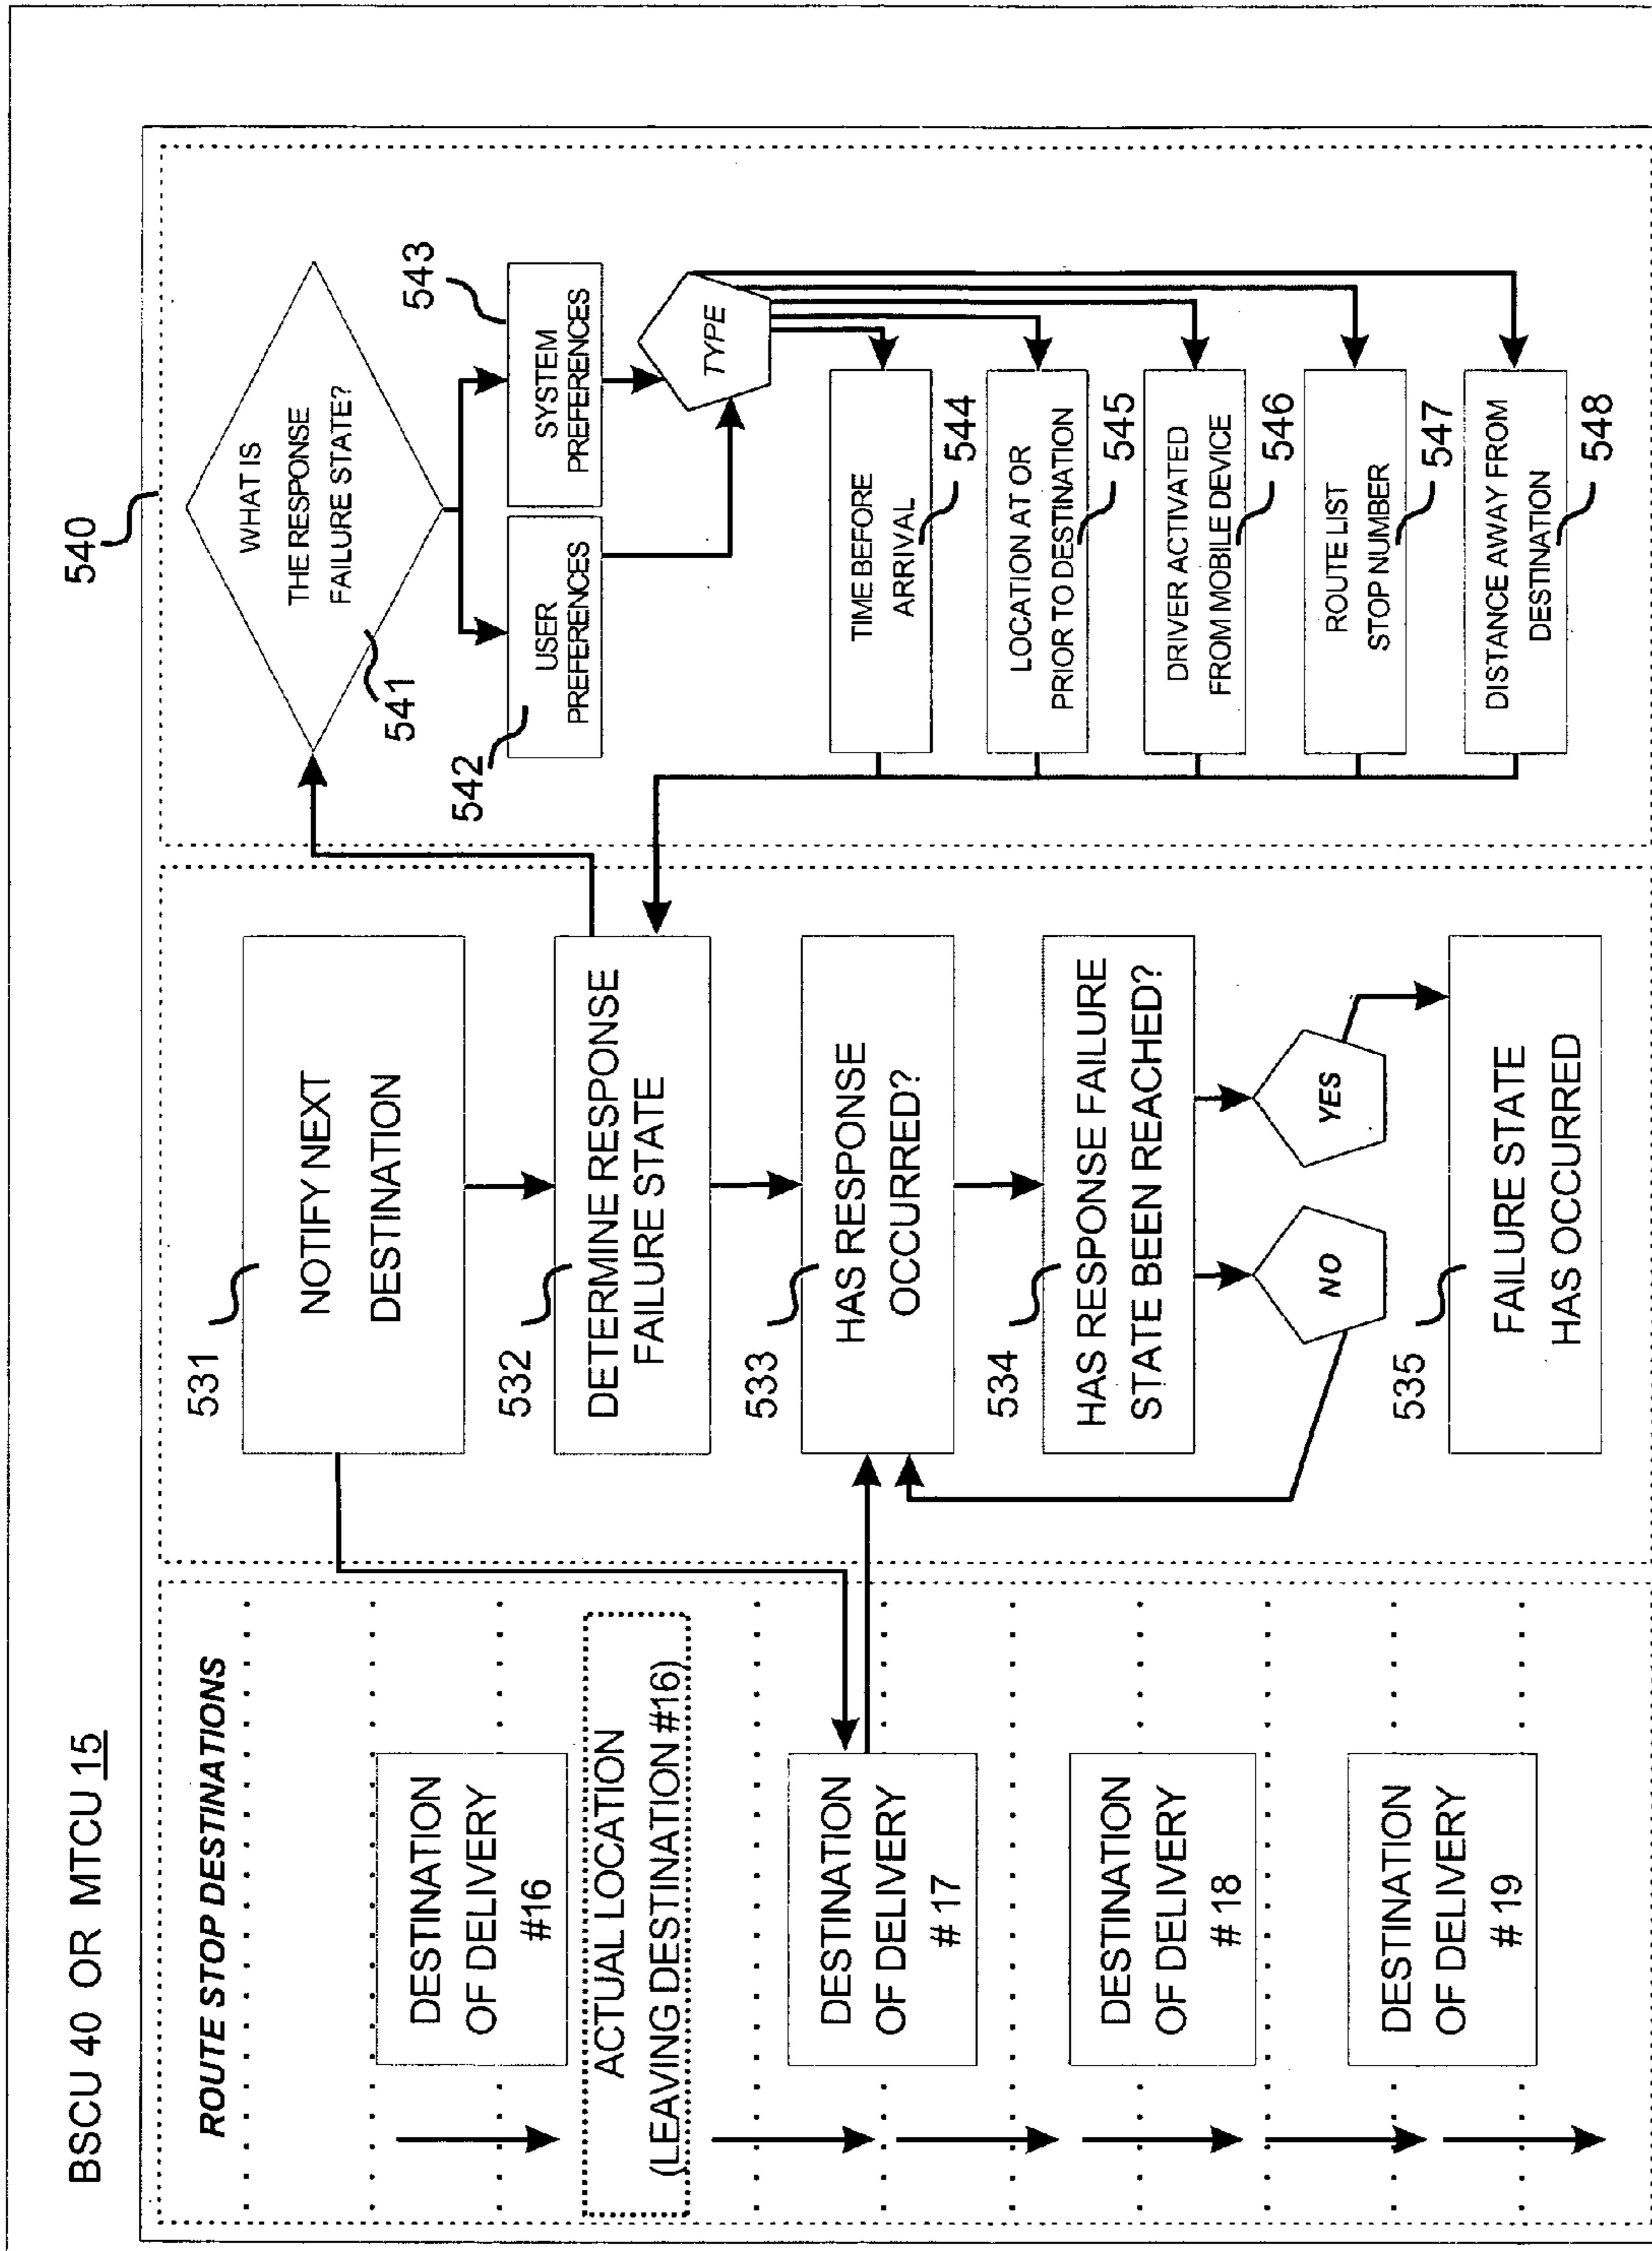 BSCU 40 OR MTCU 15
ROUTE STOP DESTINATIONS
DESTINATION
OF DELIVERY
#16
ACTUAL LOCATION
(LEAVING DESTINATION #16)
DESTINATION
OF DELIVERY
# 17
DESTINATION
OF DELIVERY
# 18
DESTINATION
OF DELIVERY
# 19
531
NOTIFY NEXT
DESTINATION
532
DETERMINE RESPONSE
FAILURE STATE
533
HAS RESPONSE
OCCURRED?
534
HAS RESPONSE FAILURE
STATE BEEN REACHED?
NO
YES
535
FAILURE STATE
HAS OCCURRED
540
WHAT IS
THE RESPONSE
FAILURE STATE?
541
542
USER
PREFERENCES
543
SYSTEM
PREFERENCES
TYPE
TIME BEFORE
ARRIVAL
544
LOCATION AT OR
PRIOR TO DESTINATION
545
DRIVER ACTIVATED
FROM MOBILE DEVICE
546
ROUTE LIST
STOP NUMBER
547
DISTANCE AWAY FROM
DESTINATION
548